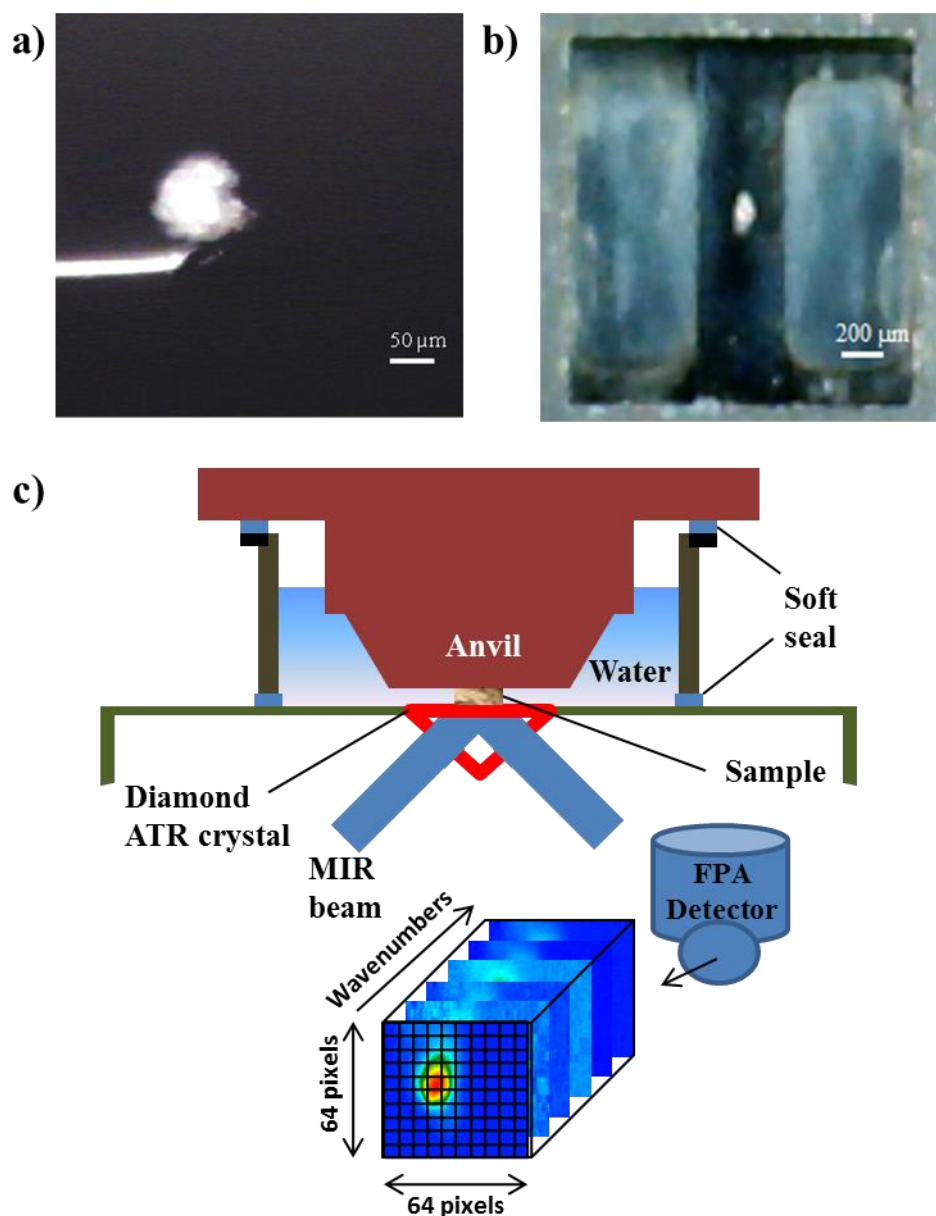 a)
50 µm
b)
200 µm
c)
Anvil
Water
Soft
seal
Diamond
ATR crystal
Sample
MIR
beam
FPA
Detector
Wavenumbers
64 pixels
64 pixels